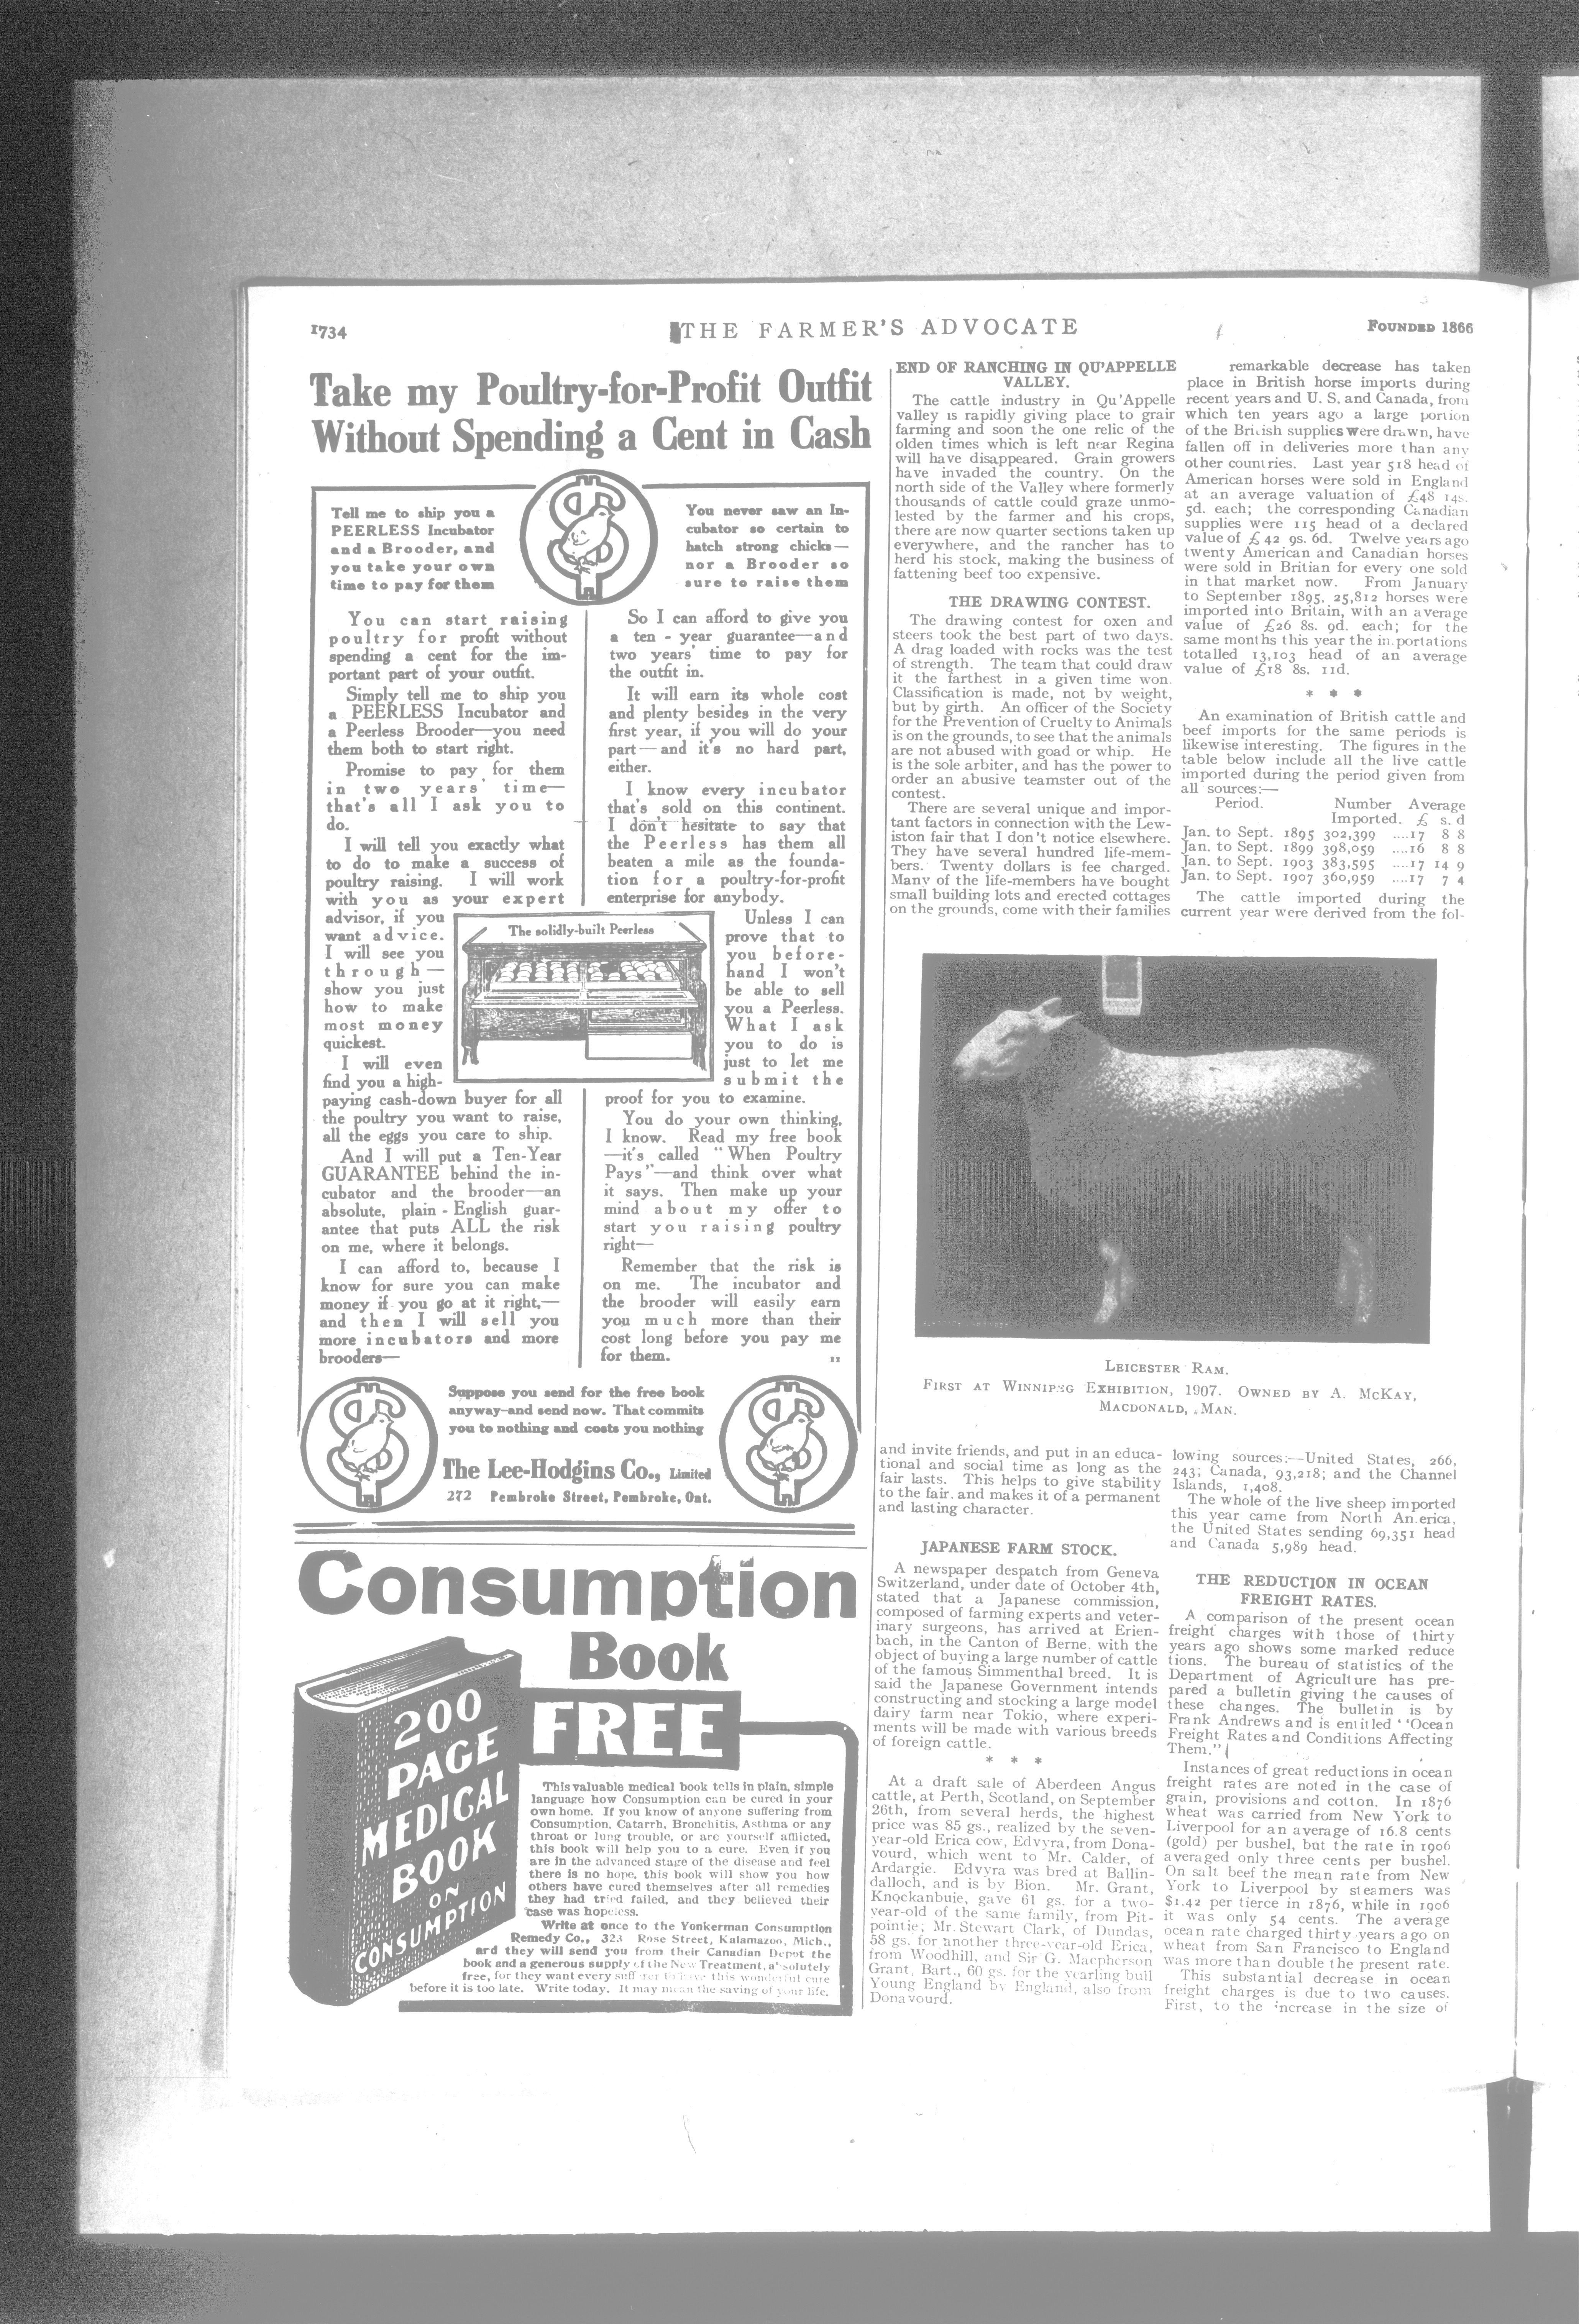 1734
THE FARMER'S ADVOCATE
FOUNDED 1866
Take my Poultry-for-Profit Outfit
Without Spending a Cent in Cash
Tell me to ship you a
PEERLESS Incubator
and a Brooder, and
you take your own
time to pay for them
You never saw an In-
cubator so certain to
hatch strong chicks—
nor a Brooder so
sure to raise them
You can start raising
poultry for profit without
spending a cent for the im-
portant part of your outfit.
Simply tell me to ship you
a PEERLESS Incubator and
a Peerless Brooder—you need
them both to start right.
Promise to pay for them
in two years' time—
that's all I ask you to
do.
I will tell you exactly what
to do to make a success of
poultry raising. I will work
with you as your expert
advisor, if you
want advice.
I will see you
through—
show you just
how to make
most money
quickest.
I will even
find you a high-
paying cash-down buyer for all
the poultry you want to raise,
all the eggs you care to ship.
And I will put a Ten-Year
GUARANTEE behind the in-
cubator and the brooder—an
absolute, plain-English guar-
antee that puts ALL the risk
on me, where it belongs.
I can afford to, because I
know for sure you can make
money if you go at it right,—
and then I will sell you
more incubators and more
brooders—
The solidly-built Peerless
So I can afford to give you
a ten-year guarantee—and
two years' time to pay for
the outfit in.
It will earn its whole cost
and plenty besides in the very
first year, if you will do your
part—and it's no hard part,
either.
I know every incubator
that's sold on this continent.
I don't hesitate to say that
the Peerless has them all
beaten a mile as the founda-
tion for a poultry-for-profit
enterprise for anybody.
Unless I can
prove that to
you before-
hand I won't
be able to sell
you a Peerless.
What I ask
you to do is
just to let me
submit the
proof for you to examine.
You do your own thinking,
I know. Read my free book
—it's called "When Poultry
Pays"—and think over what
it says. Then make up your
mind about my offer to
start you raising poultry
right—
Remember that the risk is
on me. The incubator and
the brooder will easily earn
you much more than their
cost long before you pay me
for them.
Suppose you send for the free book
anyway—and send now. That commits
you to nothing and costs you nothing
The Lee-Hodgins Co., Limited
272 Pembroke Street, Pembroke, Ont.
Consumption
Book
FREE
200
PAGE
MEDICAL
BOOK
ON
CONSUMPTION
This valuable medical book tells in plain, simple
language how Consumption can be cured in your
own home. If you know of anyone suffering from
Consumption, Catarrh, Bronchitis, Asthma or any
throat or lung trouble, or are yourself afflicted,
this book will help you to a cure. Even if you
are in the advanced stage of the disease and feel
there is no hope, this book will show you how
others have cured themselves after all remedies
they had tried failed, and they believed their
case was hopeless.
Write at once to the Yonkerman Consumption
Remedy Co., 323 Rose Street, Kalamazoo, Mich.,
ard they will send you from their Canadian Depot the
book and a generous supply of the New Treatment, a'solutely
free, for they want every sufferer to have this wonderful cure
before it is too late. Write today. It may mean the saving of your life.
END OF RANCHING IN QU'APPELLE
VALLEY.
The cattle industry in Qu'Appelle
valley is rapidly giving place to grair
farming and soon the one relic of the
olden times which is left near Regina
will have disappeared. Grain growers
have invaded the country. On the
north side of the Valley where formerly
thousands of cattle could graze unmo-
lested by the farmer and his crops,
there are now quarter sections taken up
everywhere, and the rancher has to
herd his stock, making the business of
fattening beef too expensive.
THE DRAWING CONTEST.
The drawing contest for oxen and
steers took the best part of two days.
A drag loaded with rocks was the test
of strength. The team that could draw
it the farthest in a given time won.
Classification is made, not by weight,
but by girth. An officer of the Society
for the Prevention of Cruelty to Animals
is on the grounds, to see that the animals
are not abused with goad or whip. He
is the sole arbiter, and has the power to
order an abusive teamster out of the
contest.
There are several unique and impor-
tant factors in connection with the Lew-
iston fair that I don't notice elsewhere.
They have several hundred life-mem-
bers. Twenty dollars is fee charged.
Many of the life-members have bought
small building lots and erected cottages
on the grounds, come with their families
remarkable decrease has taken
place in British horse imports during
recent years and U. S. and Canada, from
which ten years ago a large portion
of the British supplies were drawn, have
fallen off in deliveries more than any
other countries. Last year 518 head of
American horses were sold in England
at an average valuation of £48 14s.
5d. each; the corresponding Canadian
supplies were 115 head of a declared
value of £42 9s. 6d. Twelve years ago
twenty American and Canadian horses
were sold in Britian for every one sold
in that market now. From January
to September 1895, 25,812 horses were
imported into Britain, with an average
value of £26 8s. 9d. each; for the
same months this year the in.portations
totalled 13,103 head of an average
value of £18 8s. 11d.
* * *
An examination of British cattle and
beef imports for the same periods is
likewise interesting. The figures in the
table below include all the live cattle
imported during the period given from
all sources:—
Period. Number Average
Imported. £ s. d
Jan. to Sept. 1895 302,399 ....17 8 8
Jan. to Sept. 1899 398,059 ....16 8 8
Jan. to Sept. 1903 383,595 ....17 14 9
Jan. to Sept. 1907 360,959 ....17 7 4
The cattle imported during the
current year were derived from the fol-
LEICESTER RAM.
FIRST AT WINNIPEG EXHIBITION, 1907. OWNED BY A. MCKAY,
MACDONALD, MAN.
and invite friends, and put in an educa-
tional and social time as long as the
fair lasts. This helps to give stability
to the fair. and makes it of a permanent
and lasting character.
JAPANESE FARM STOCK.
A newspaper despatch from Geneva
Switzerland, under date of October 4th,
stated that a Japanese commission,
composed of farming experts and veter-
inary surgeons, has arrived at Erien-
bach, in the Canton of Berne, with the
object of buying a large number of cattle
of the famous Simmenthal breed. It is
said the Japanese Government intends
constructing and stocking a large model
dairy farm near Tokio, where experi-
ments will be made with various breeds
of foreign cattle.
* * *
At a draft sale of Aberdeen Angus
cattle, at Perth, Scotland, on September
26th, from several herds, the highest
price was 85 gs., realized by the seven-
year-old Erica cow, Edvyra, from Dona-
vourd, which went to Mr. Calder, of
Ardargie. Edvyra was bred at Ballin-
dalloch, and is by Bion. Mr. Grant,
Knockanbuie, gave 61 gs. for a two-
year-old of the same family, from Pit-
pointie; Mr. Stewart Clark, of Dundas,
58 gs. for another three-year-old Erica,
from Woodhill, and Sir G. Macpherson
Grant, Bart., 60 gs. for the yearling bull
Young England by England, also from
Donavourd.
lowing sources:—United States, 266,
243; Canada, 93,218; and the Channel
Islands, 1,408.
The whole of the live sheep imported
this year came from North An.erica,
the United States sending 69,351 head
and Canada 5,989 head.
THE REDUCTION IN OCEAN
FREIGHT RATES.
A comparison of the present ocean
freight charges with those of thirty
years ago shows some marked reduce
tions. The bureau of statistics of the
Department of Agriculture has pre-
pared a bulletin giving the causes of
these changes. The bulletin is by
Frank Andrews and is entitled "Ocean
Freight Rates and Conditions Affecting
Them."
Instances of great reductions in ocean
freight rates are noted in the case of
grain, provisions and cotton. In 1876
wheat was carried from New York to
Liverpool for an average of 16.8 cents
(gold) per bushel, but the rate in 1906
averaged only three cents per bushel.
On salt beef the mean rate from New
York to Liverpool by steamers was
$1.42 per tierce in 1876, while in 1906
it was only 54 cents. The average
ocean rate charged thirty years ago on
wheat from San Francisco to England
was more than double the present rate.
This substantial decrease in ocean
freight charges is due to two causes.
First, to the increase in the size of